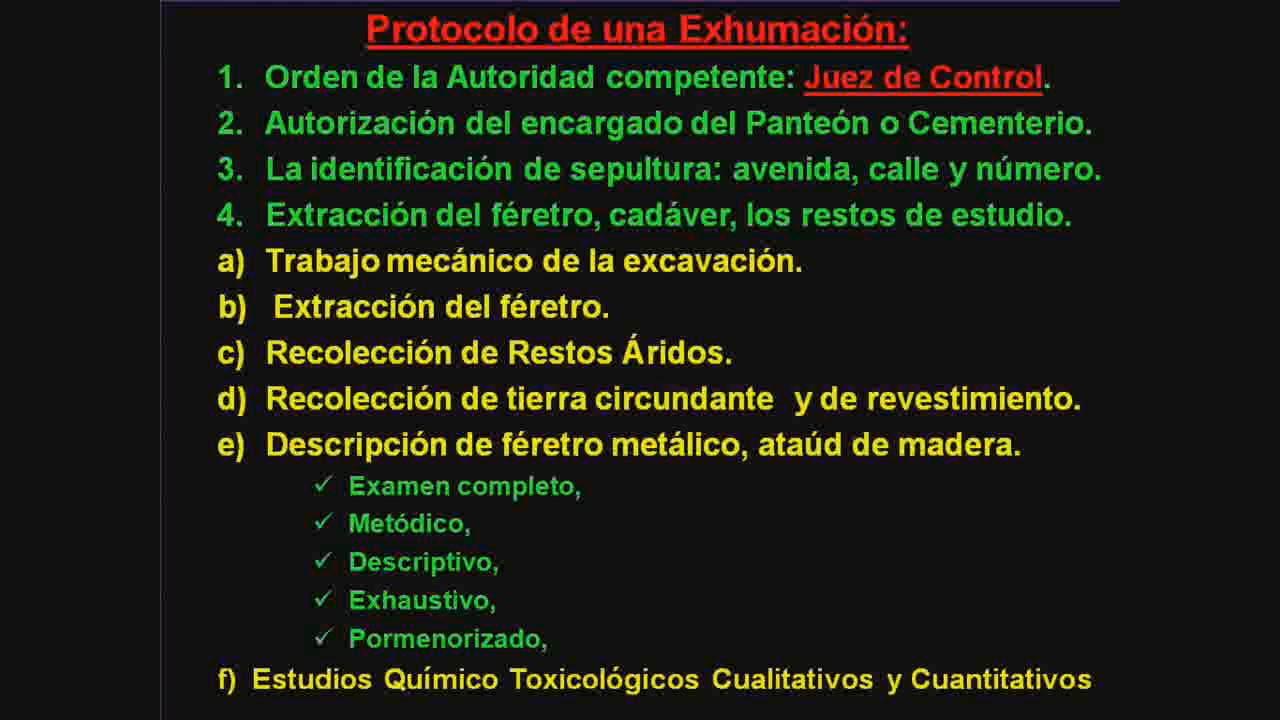 Protocolo de una Exhumación:
1. Orden de la Autoridad competente: Juez de Control.
2. Autorización del encargado del Panteón o Cementerio.
3. La identificación de sepultura: avenida, calle y número.
4. Extracción del féretro, cadáver, los restos de estudio.
a) Trabajo mecánico de la excavación.
b) Extracción del féretro.
c) Recolección de Restos Áridos.
d) Recolección de tierra circundante y de revestimiento.
e) Descripción de féretro metálico, ataúd de madera.
✓ Examen completo,
✓ Metódico,
✓ Descriptivo,
✓ Exhaustivo,
✓ Pormenorizado,
f) Estudios Químico Toxicológicos Cualitativos y Cuantitativos